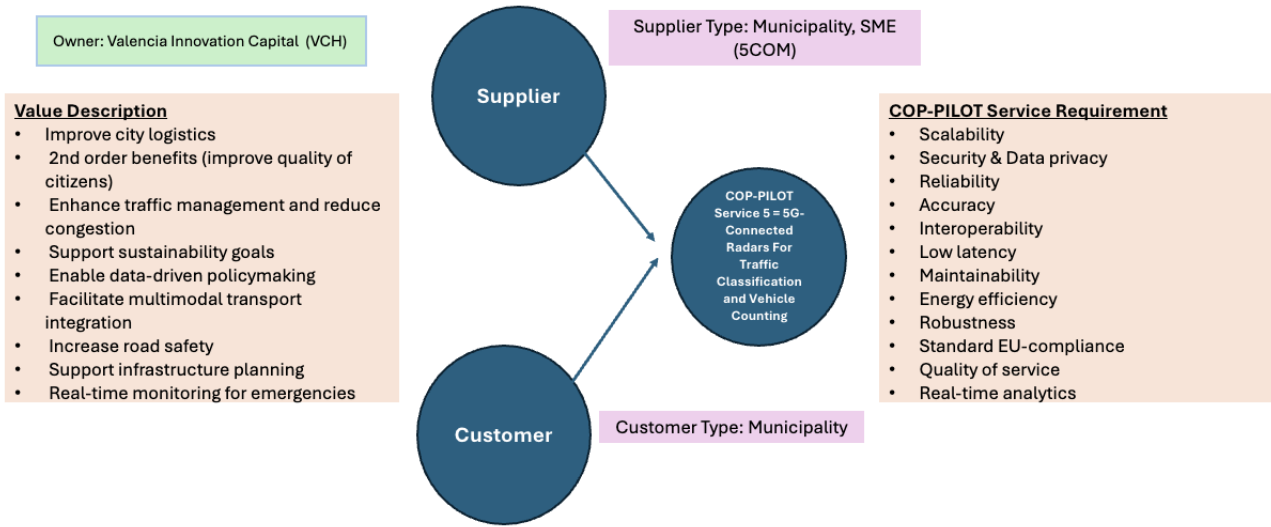 Owner: Valencia Innovation Capital (VCH)
Supplier
Supplier Type: Municipality, SME
(5COM)
Value Description
• Improve city logistics
• 2nd order benefits (improve quality of
citizens)
• Enhance traffic management and reduce
congestion
• Support sustainability goals
• Enable data-driven policymaking
• Facilitate multimodal transport
integration
• Increase road safety
• Support infrastructure planning
• Real-time monitoring for emergencies
COP-PILOT
Service 5 = 5G-
Connected
Radars For
Traffic
Classification
and Vehicle
Counting
COP-PILOT Service Requirement
• Scalability
• Security & Data privacy
• Reliability
• Accuracy
• Interoperability
• Low latency
• Maintainability
• Energy efficiency
• Robustness
• Standard EU-compliance
• Quality of service
• Real-time analytics
Customer
Customer Type: Municipality